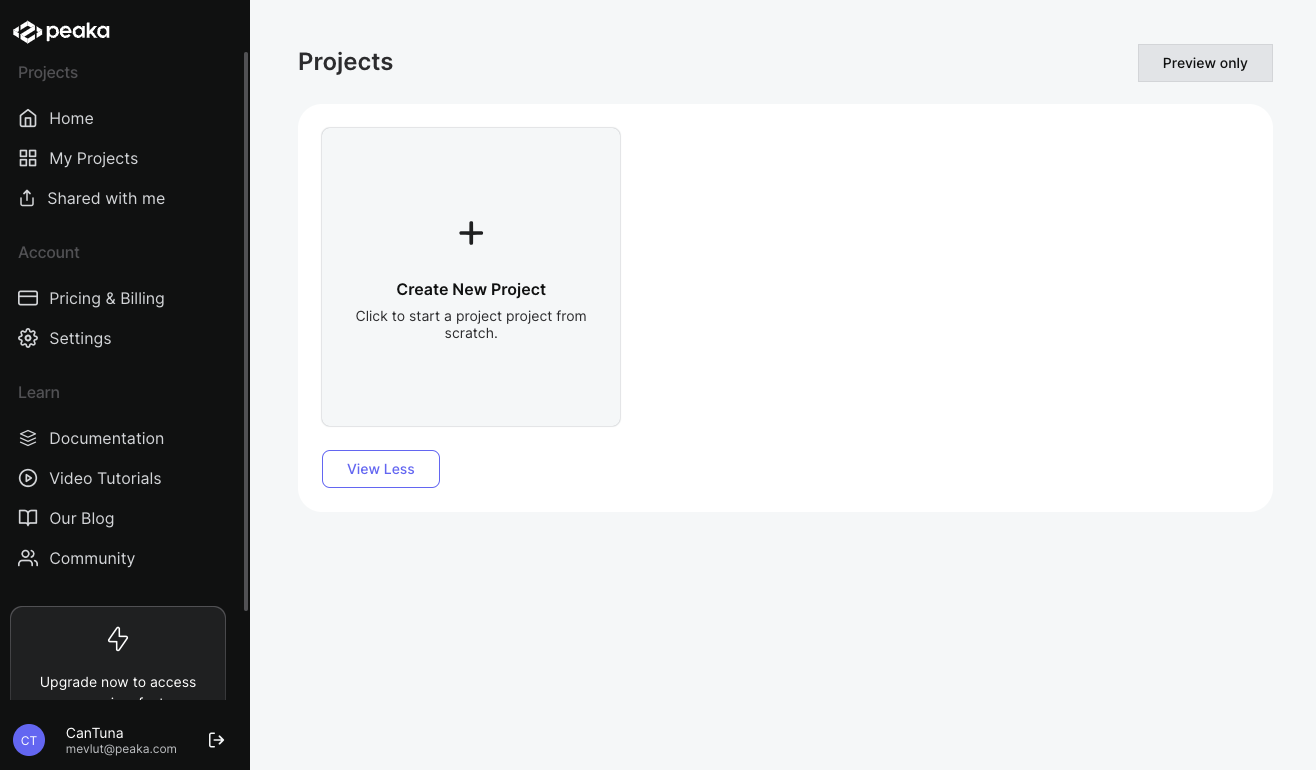 peaka
Projects
Home
My Projects
Shared with me
Account
Pricing & Billing
Settings
Learn
Documentation
Video Tutorials
Our Blog
Community
Upgrade now to access
CT
CanTuna
mevlut@peaka.com
Projects
Preview only
Create New Project
Click to start a project project from
scratch.
View Less